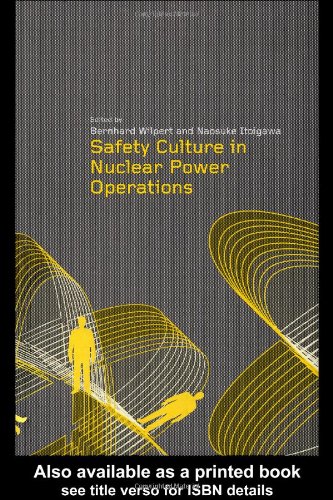 Edited by
Bernhard Wilpert and Naosuke Itoigawa
Safety Culture in
Nuclear Power
Operations
Also available as a printed book
see title verso for ISBN details